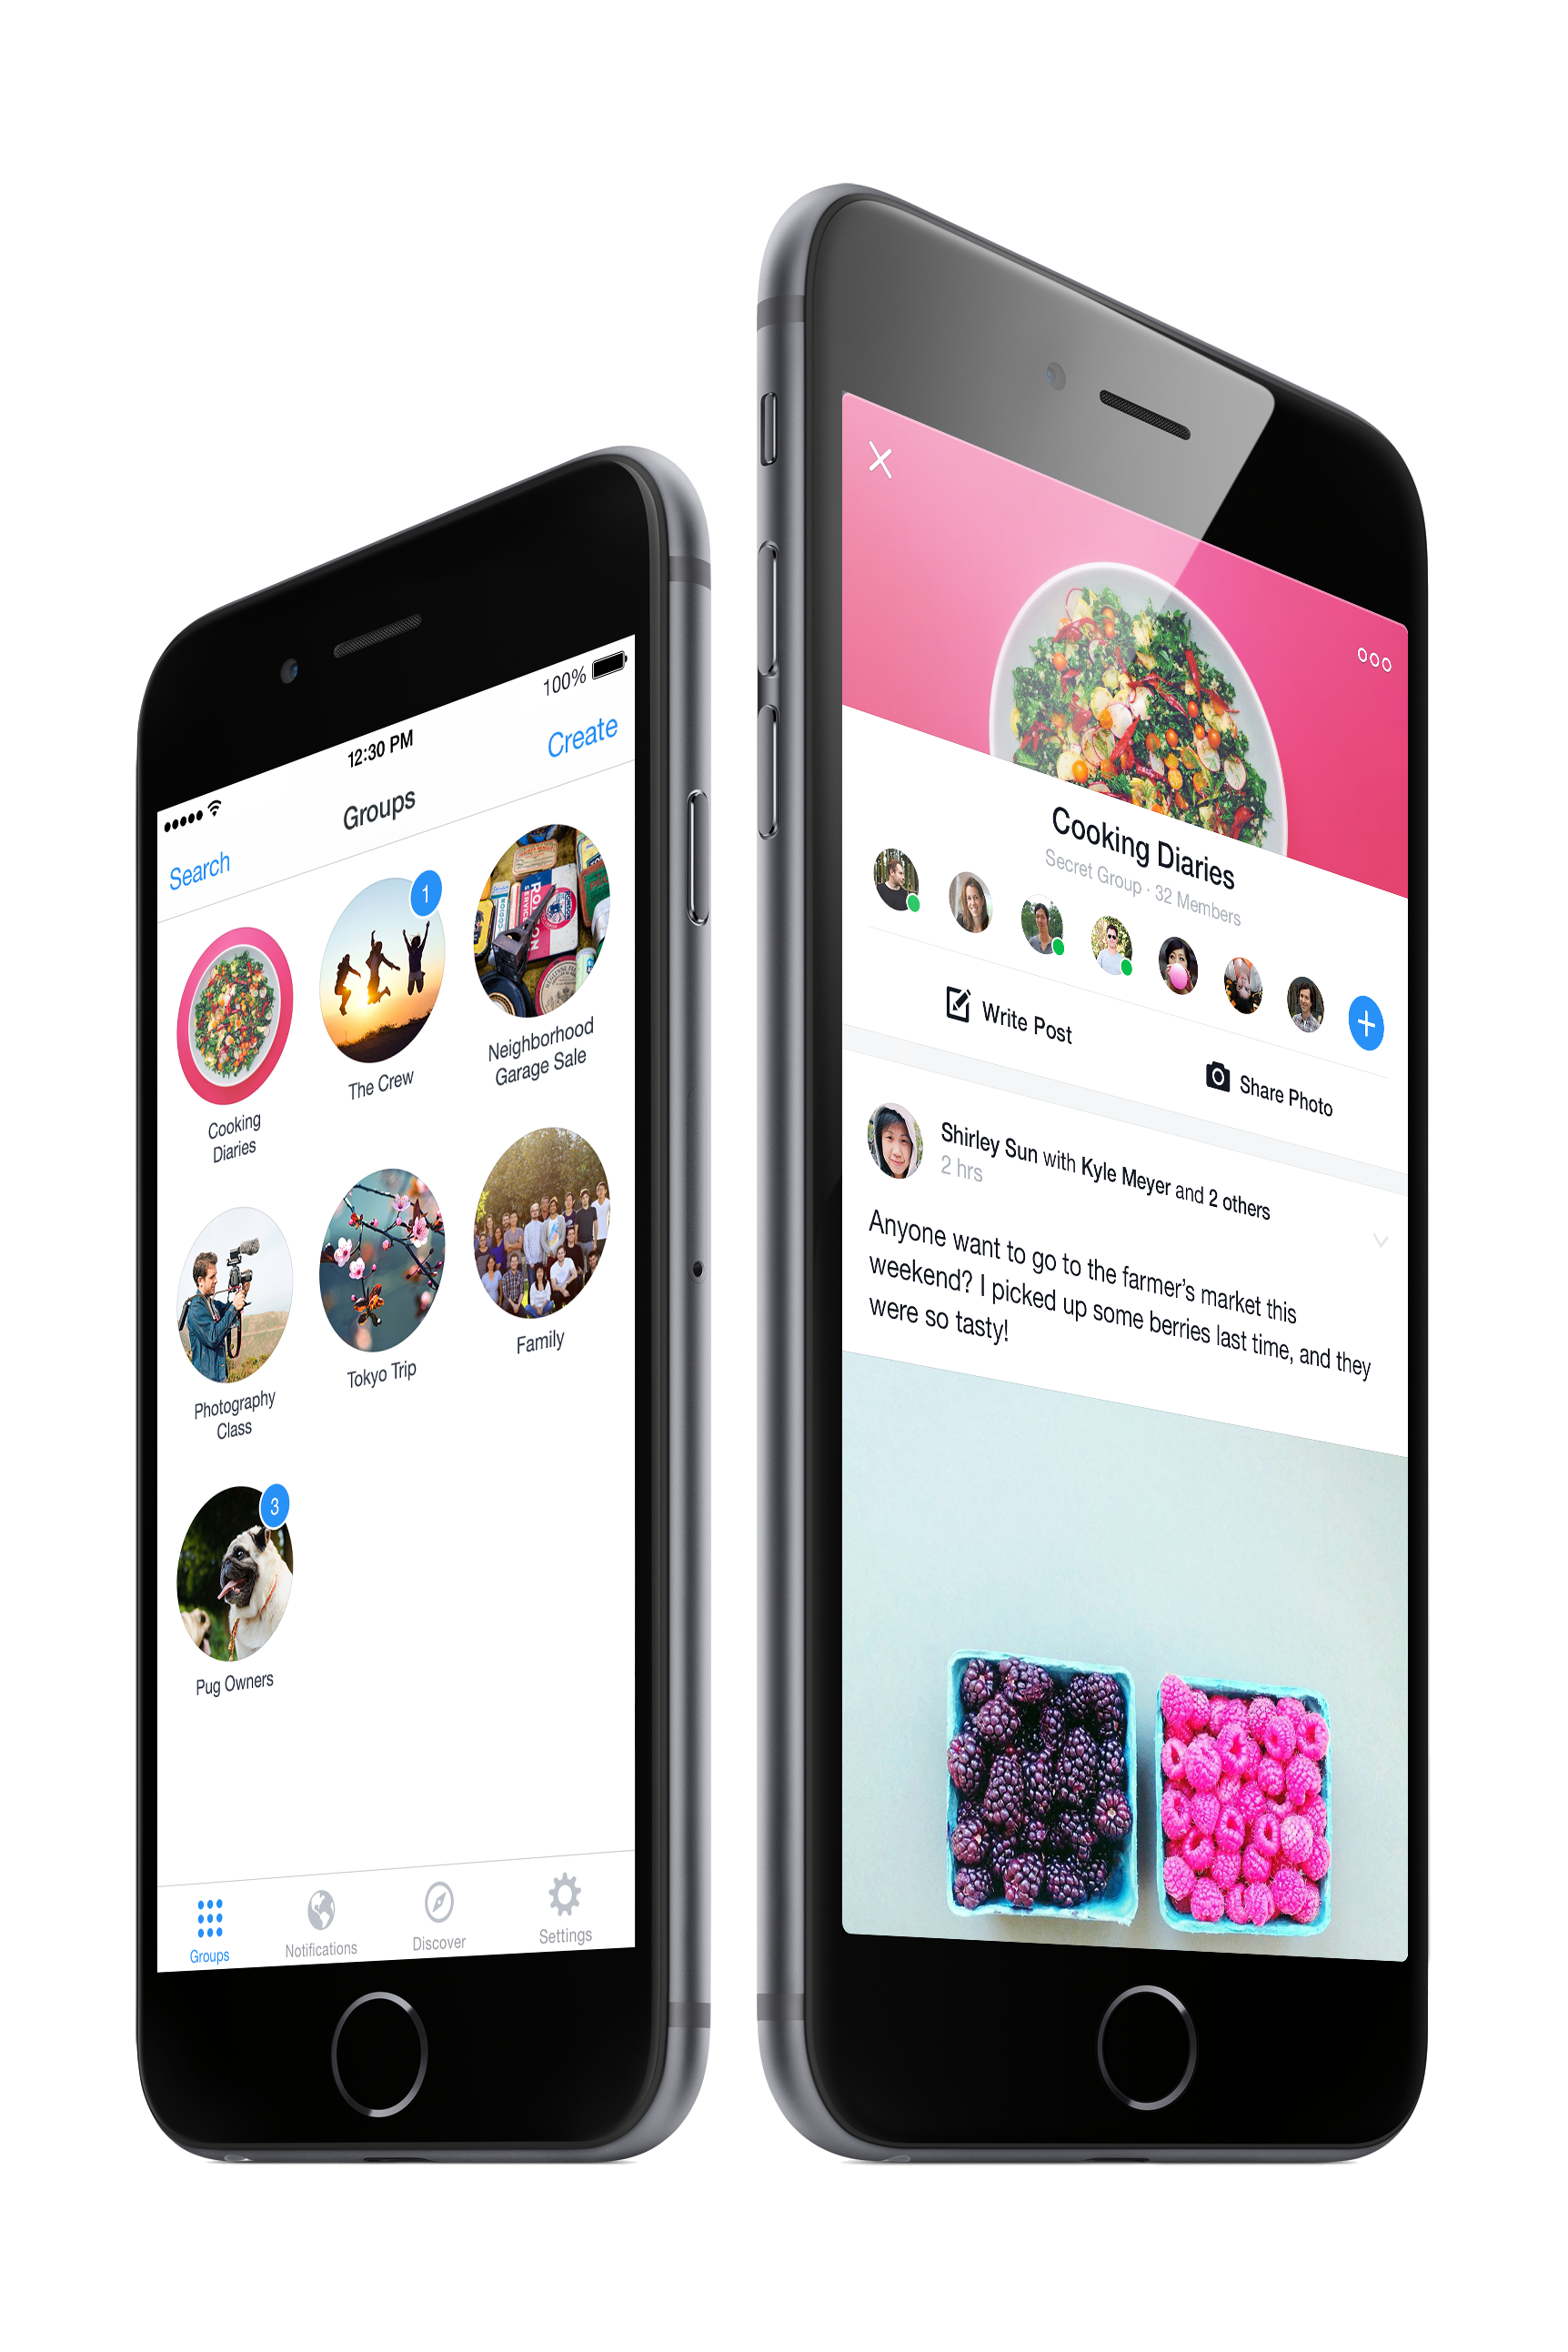 12:30 PM
100%
Search
Groups
Create
1
Cooking
Diaries
The Crew
Neighborhood
Garage Sale
Photography
Class
Tokyo Trip
Family
3
Pug Owners
Groups
Notifications
Discover
Settings
Cooking Diaries
Secret Group · 32 Members
Write Post
Share Photo
Shirley Sun with Kyle Meyer and 2 others
2 hrs
Anyone want to go to the farmer’s market this
weekend? I picked up some berries last time, and they
were so tasty!